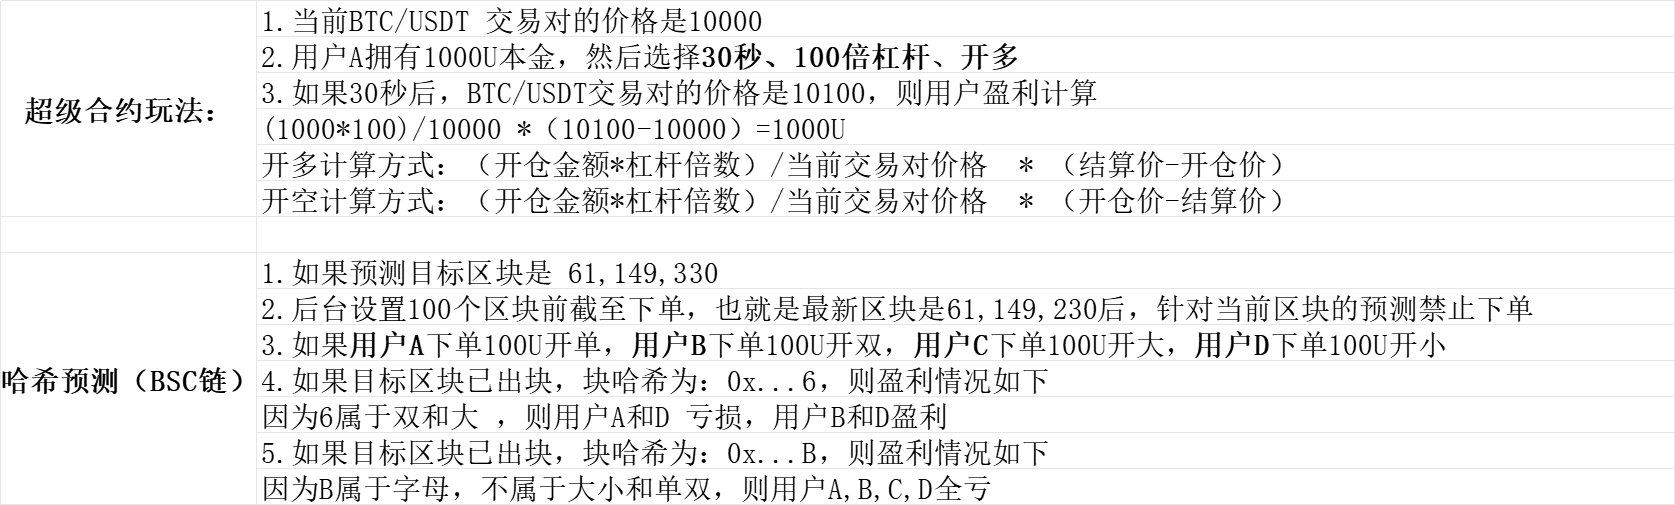 超级合约玩法：
1.当前BTC/USDT 交易对的价格是10000
2.用户A拥有1000U本金，然后选择30秒、100倍杠杆、开多
3.如果30秒后，BTC/USDT交易对的价格是10100，则用户盈利计算
(1000*100)/10000 *（10100-10000）=1000U
开多计算方式：（开仓金额*杠杆倍数）/当前交易对价格 * （结算价-开仓价）
开空计算方式：（开仓金额*杠杆倍数）/当前交易对价格 * （开仓价-结算价）
哈希预测（BSC链）
1.如果预测目标区块是 61,149,330
2.后台设置100个区块前截至下单，也就是最新区块是61,149,230后，针对当前区块的预测禁止下单
3.如果用户A下单100U开单，用户B下单100U开双，用户C下单100U开大，用户D下单100U开小
4.如果目标区块已出块，块哈希为：0x...6，则盈利情况如下
因为6属于双和大 ，则用户A和D 亏损，用户B和D盈利
5.如果目标区块已出块，块哈希为：0x...B，则盈利情况如下
因为B属于字母，不属于大小和单双，则用户A,B,C,D全亏